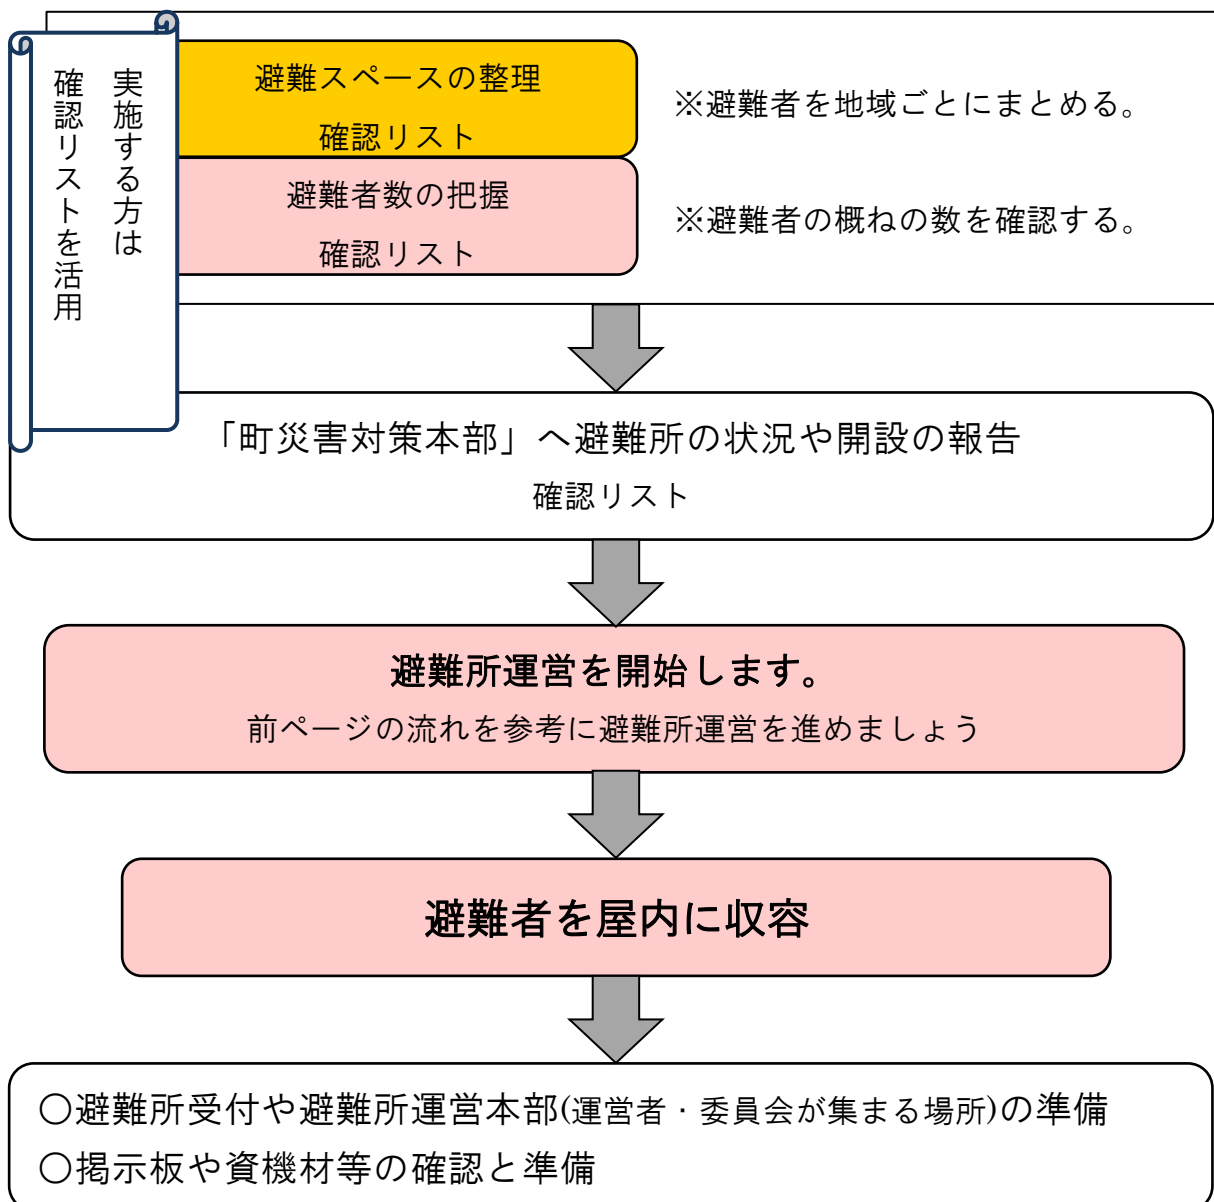 実施する方は
確認リストを活用
避難スペースの整理
確認リスト
※避難者を地域ごとにまとめる。
避難者数の把握
確認リスト
※避難者の概ねの数を確認する。
「町災害対策本部」へ避難所の状況や開設の報告
確認リスト
避難所運営を開始します。
前ページの流れを参考に避難所運営を進めましょう
避難者を屋内に収容
○避難所受付や避難所運営本部(運営者・委員会が集まる場所)の準備
○掲示板や資機材等の確認と準備